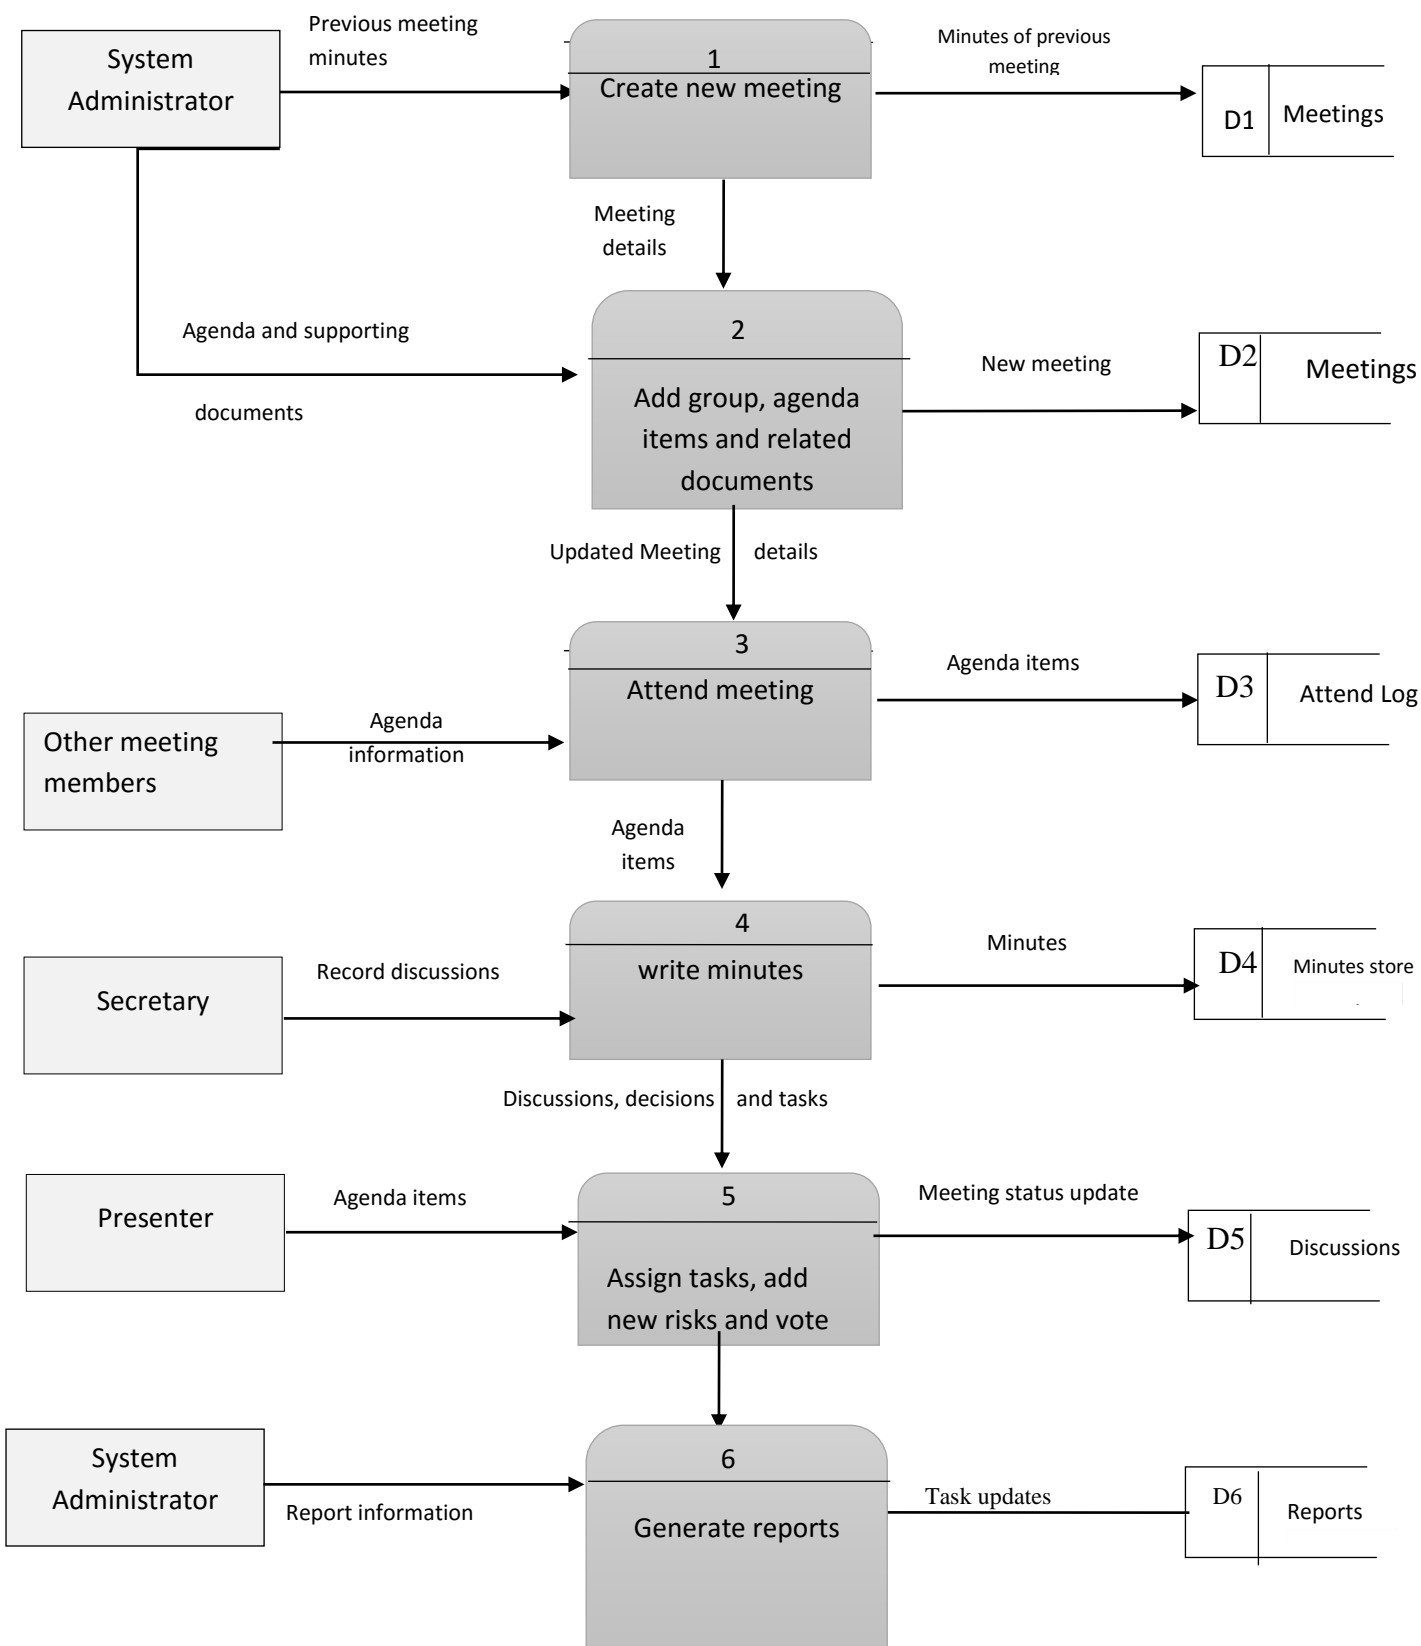 Previous meeting
minutes
System
Administrator
1
Create new meeting
Minutes of previous
meeting
D1
Meetings
Meeting
details
Agenda and supporting
documents
2
Add group, agenda
items and related
documents
New meeting
D2
Meetings
Updated Meeting details
3
Attend meeting
Agenda items
D3
Attend Log
Other meeting
members
Agenda
information
Agenda
items
4
write minutes
Minutes
D4
Minutes store
Secretary
Record discussions
Discussions, decisions and tasks
Presenter
Agenda items
5
Assign tasks, add
new risks and vote
Meeting status update
D5
Discussions
System
Administrator
Report information
6
Generate reports
Task updates
D6
Reports